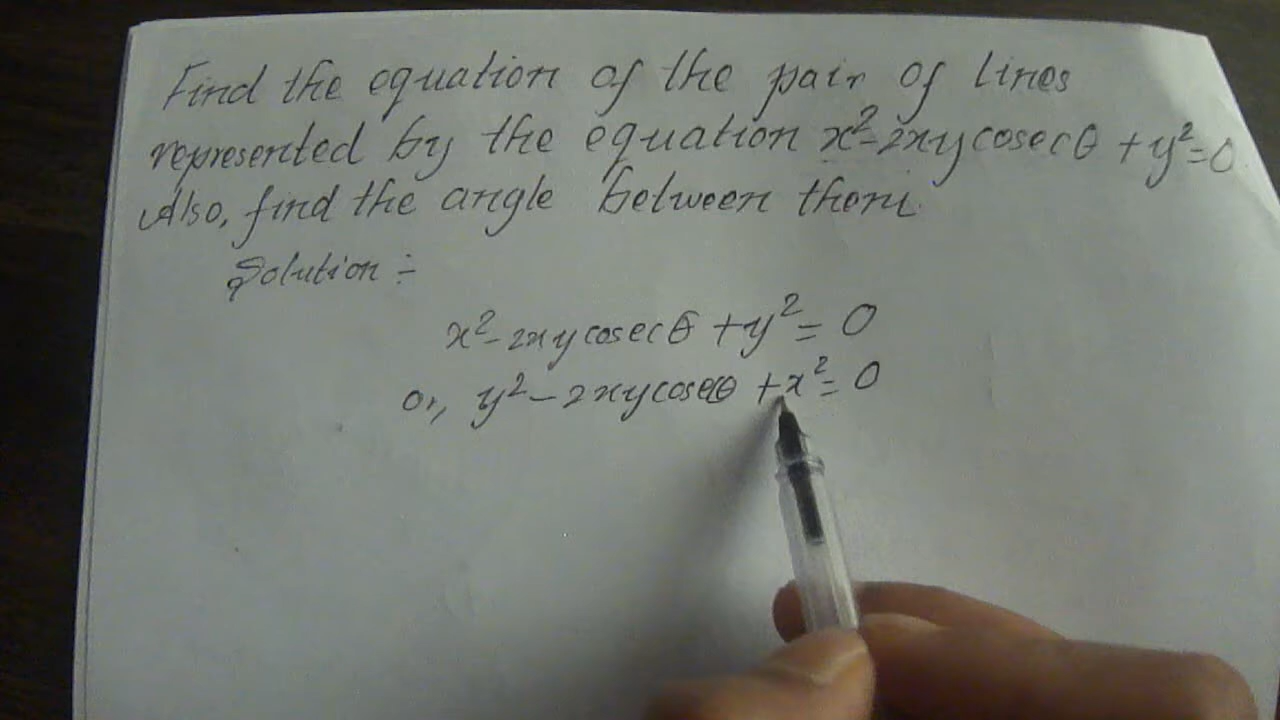 Find the equation of the pair of lines
represented by the equation x²-2xycosecθ + y²=0.
Also, find the angle between them.
Solution :-
x²-2xycosecθ + y² = 0
Or, y² - 2xycosecθ + x² = 0